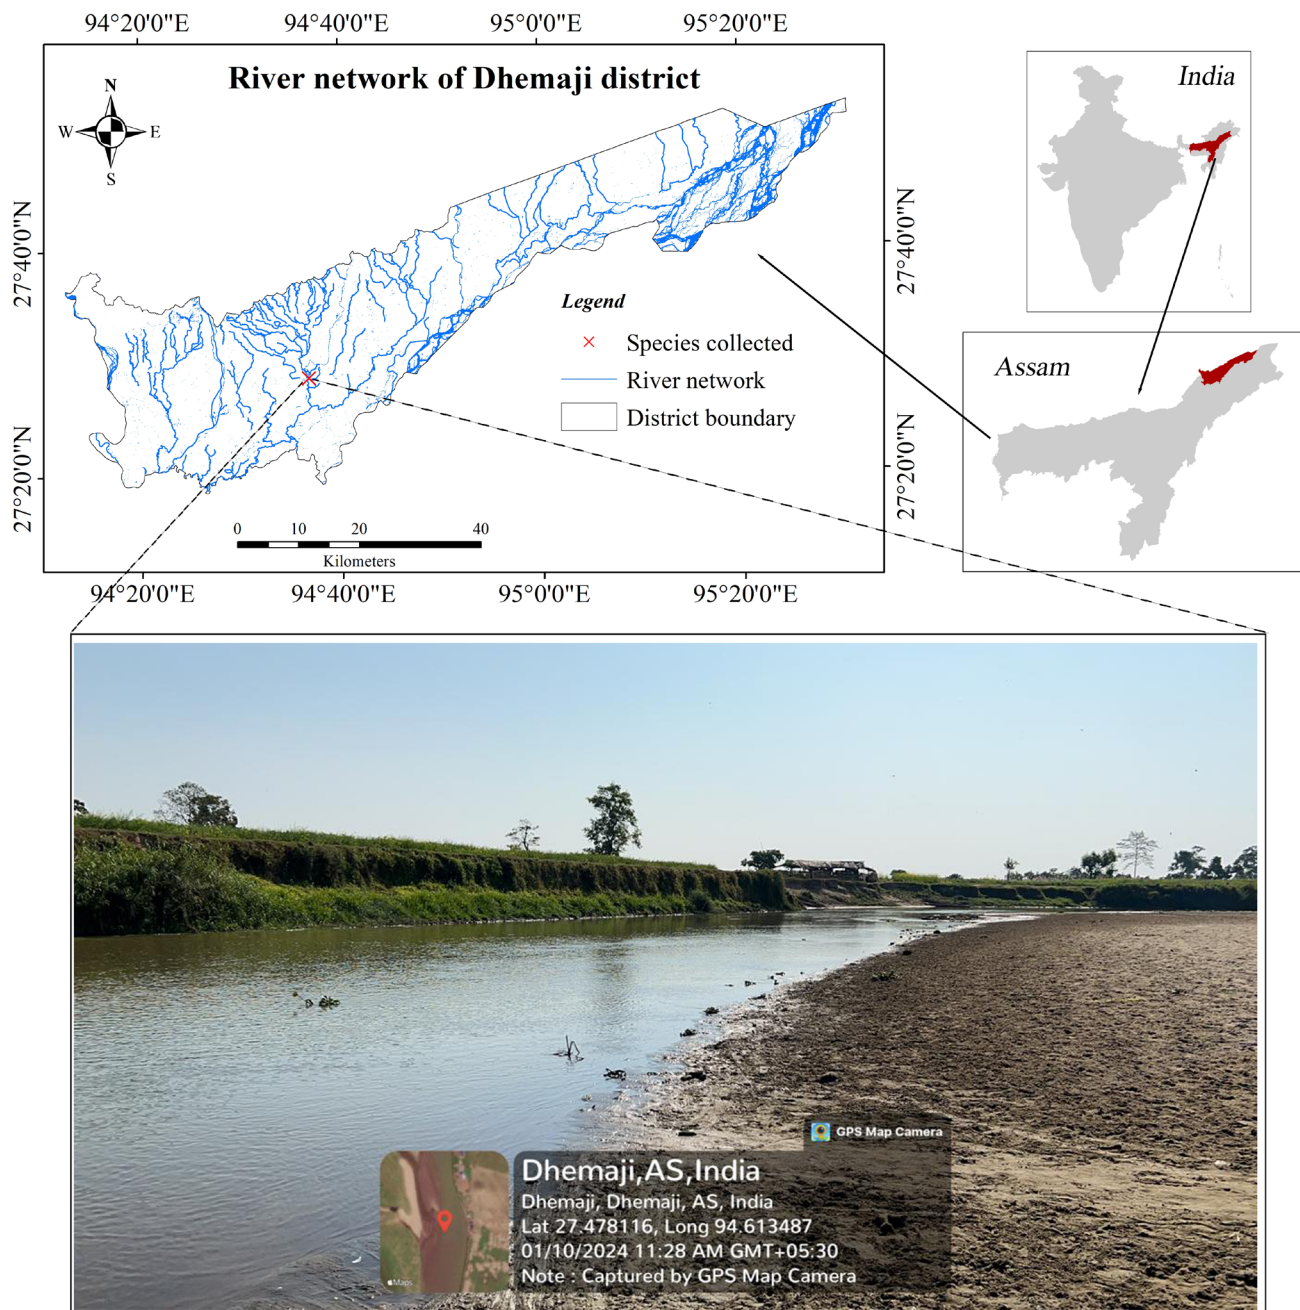 94°20'0"E 94°40'0"E 95°0'0"E 95°20'0"E
River network of Dhemaji district
N
W E
S
27°40'0"N
27°20'0"N
Legend
Species collected
River network
District boundary
0 10 20 40
Kilometers
27°40'0"N
27°20'0"N
94°20'0"E 94°40'0"E 95°0'0"E 95°20'0"E
India
Assam
GPS Map Camera
Dhemaji,AS,India
Dhemaji, Dhemaji, AS, India
Lat 27.478116, Long 94.613487
01/10/2024 11:28 AM GMT+05:30
Note : Captured by GPS Map Camera
Maps